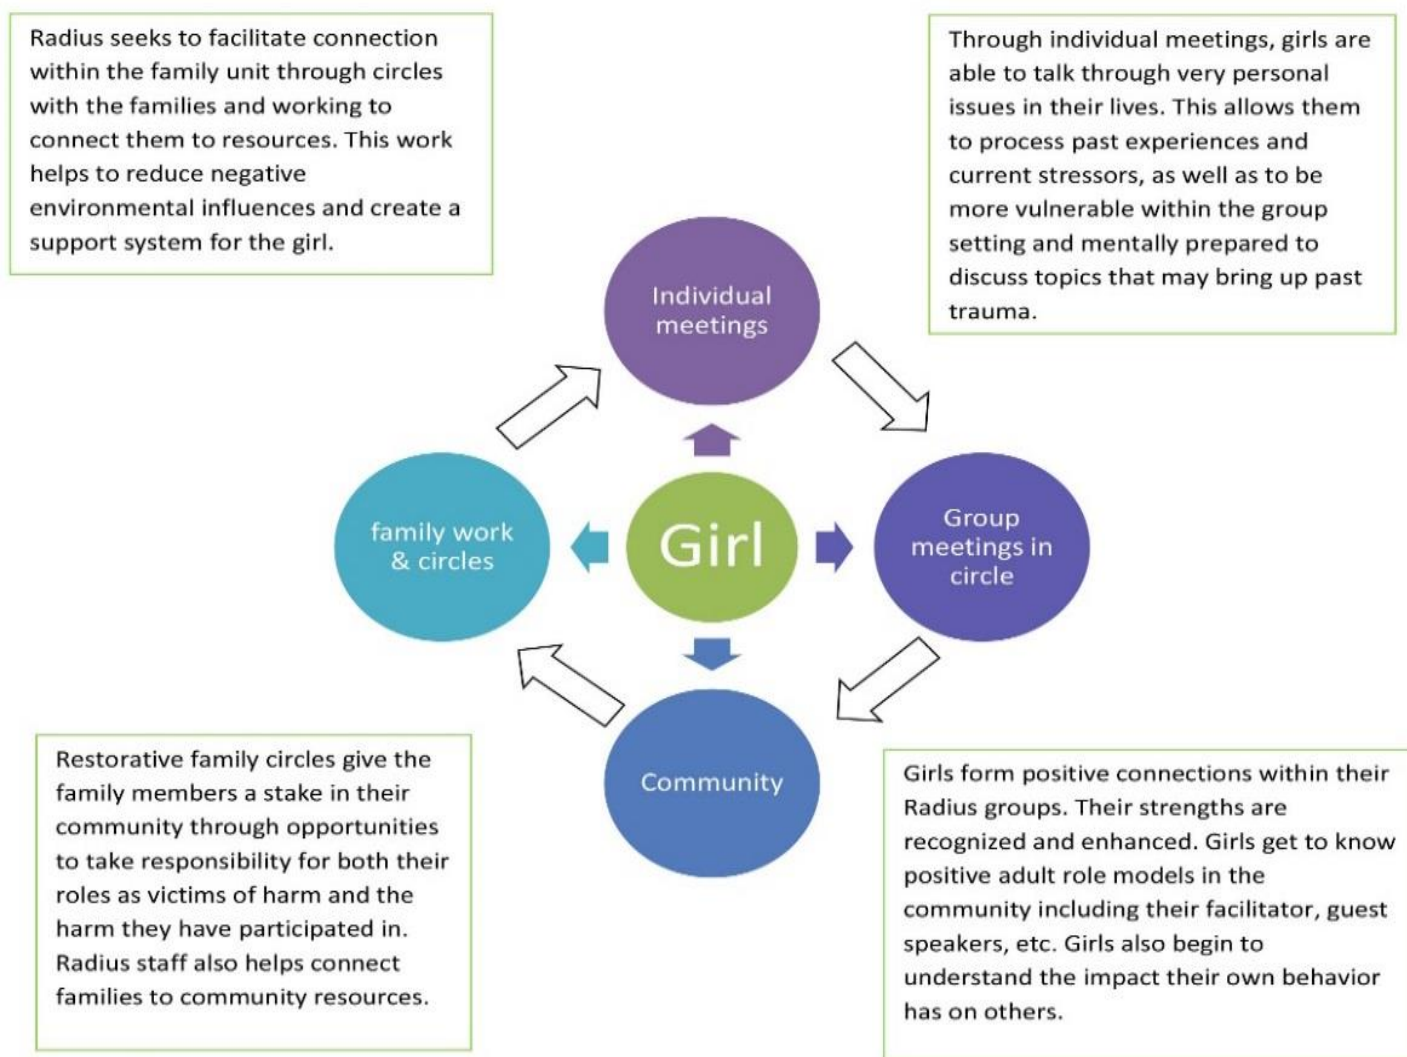 Radius seeks to facilitate connection
within the family unit through circles
with the families and working to
connect them to resources. This work
helps to reduce negative
environmental influences and create a
support system for the girl.
Through individual meetings, girls are
able to talk through very personal
issues in their lives. This allows them
to process past experiences and
current stressors, as well as to be
more vulnerable within the group
setting and mentally prepared to
discuss topics that may bring up past
trauma.
Individual
meetings
family work
& circles
Girl
Group
meetings in
circle
Community
Restorative family circles give the
family members a stake in their
community through opportunities
to take responsibility for both their
roles as victims of harm and the
harm they have participated in.
Radius staff also helps connect
families to community resources.
Girls form positive connections within their
Radius groups. Their strengths are
recognized and enhanced. Girls get to know
positive adult role models in the
community including their facilitator, guest
speakers, etc. Girls also begin to
understand the impact their own behavior
has on others.